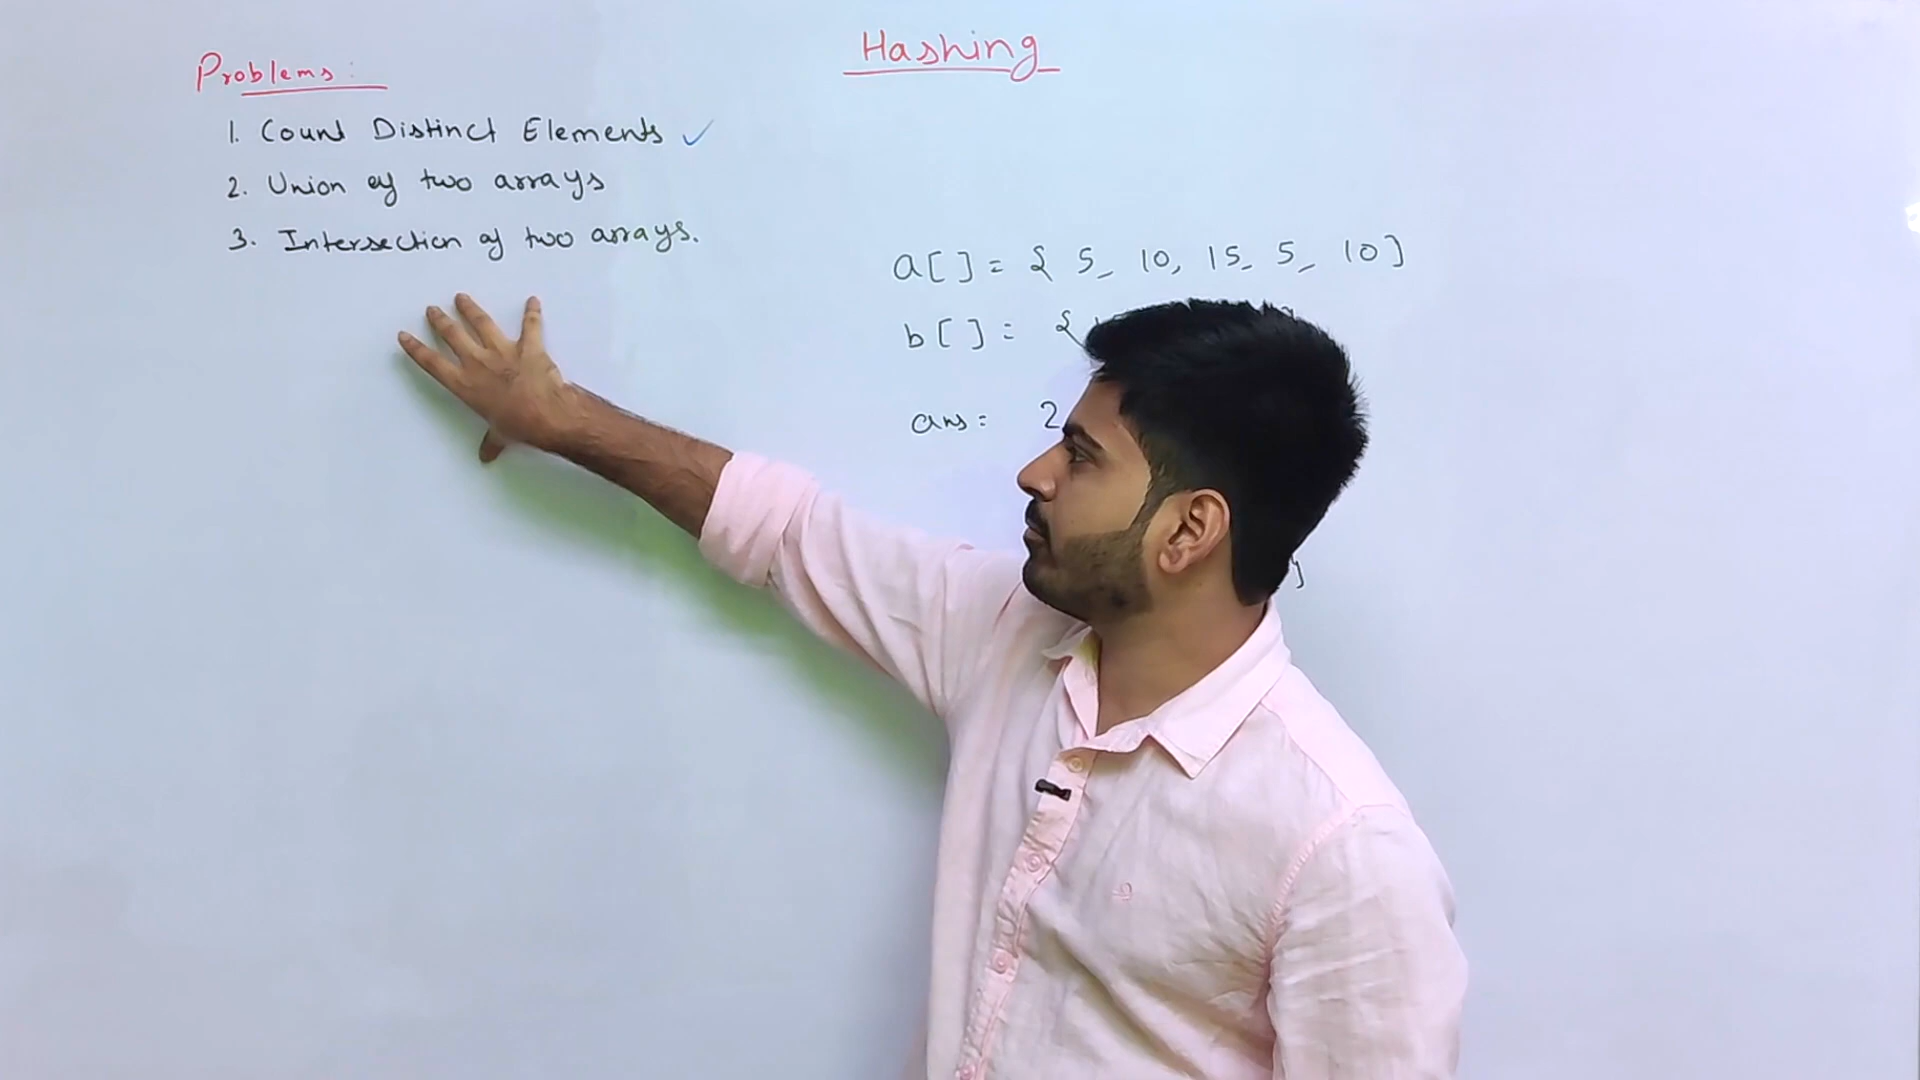 Hashing
Problems:
1. Count Distinct Elements ✓
2. Union of two arrays
3. Intersection of two arrays.
a[] = { 5, 10, 15, 5, 10}
b[] = {
ans: 2